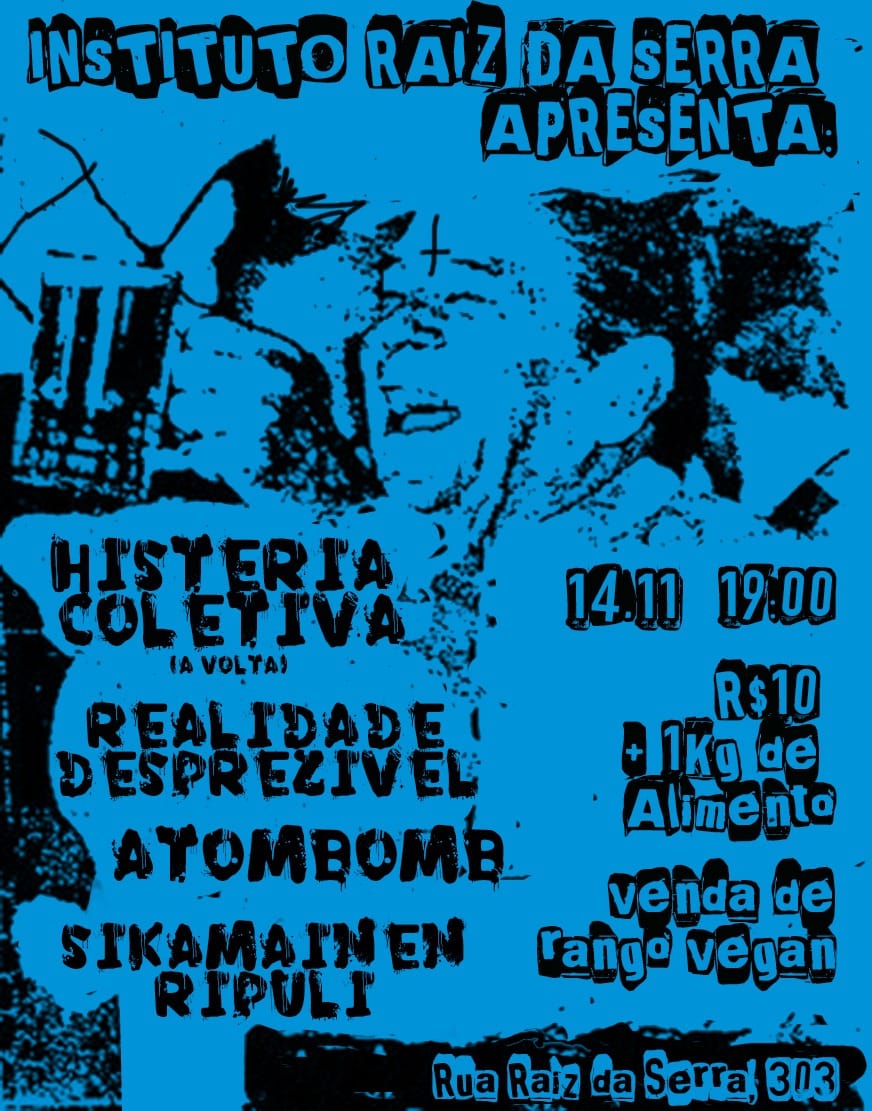 INSTITUTO RAIZ DA SERRA
APRESENTA:
HISTERIA
COLETIVA
(A VOLTA)
REALIDADE
DESPREZIVEL
ATOMBOMB
SIKAMAINEN
RIPULI
14.11 19:00
R$10
+ 1Kg de
Alimento
venda de
rango vegan
Rua Raiz da Serra, 303